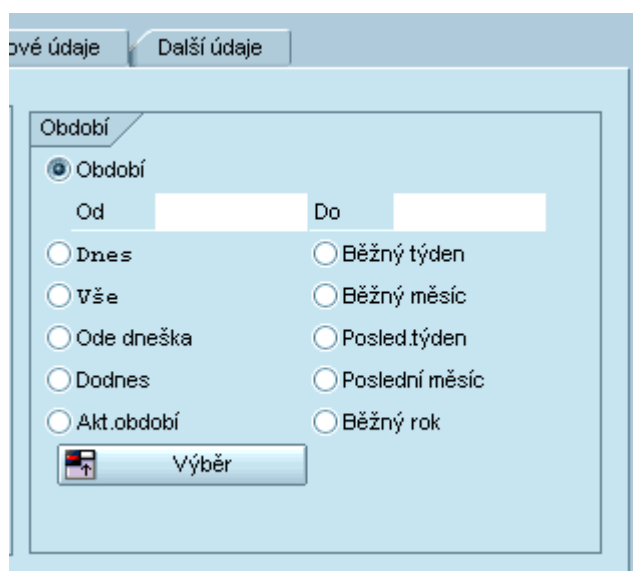 ové údaje Další údaje
Období
Období
Od Do
Dnes Běžný týden
Vše Běžný měsíc
Ode dneška Posled.týden
Dodnes Poslední měsíc
Akt.období Běžný rok
Výběr